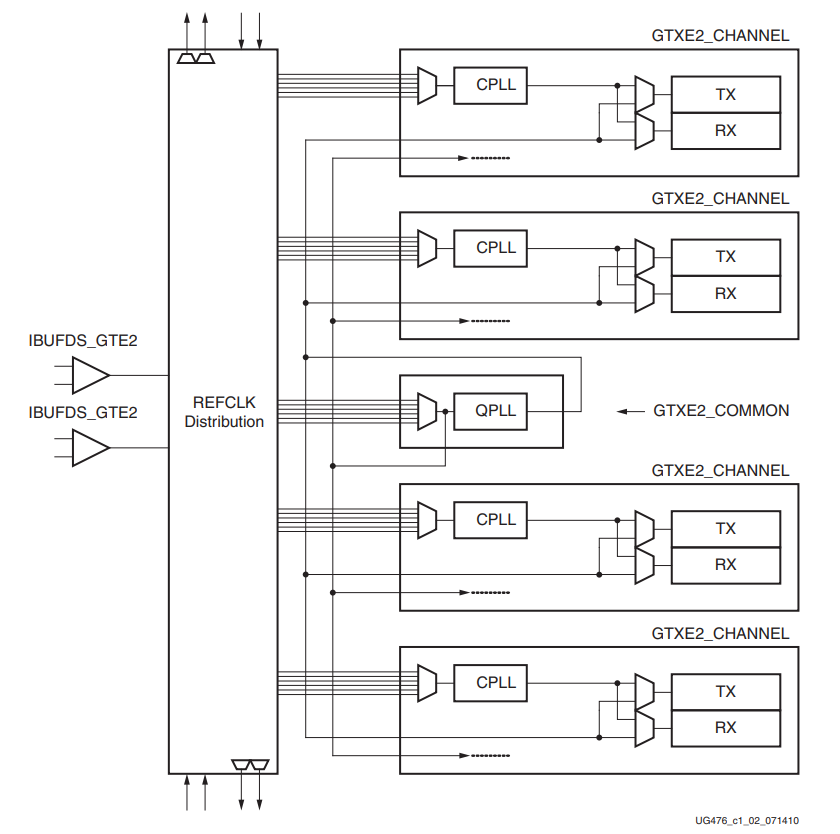 GTXE2_CHANNEL
CPLL
TX
RX
GTXE2_CHANNEL
CPLL
TX
RX
IBUFDS_GTE2
IBUFDS_GTE2
REFCLK
Distribution
QPLL
GTXE2_COMMON
GTXE2_CHANNEL
CPLL
TX
RX
GTXE2_CHANNEL
CPLL
TX
RX
UG476_c1_02_071410